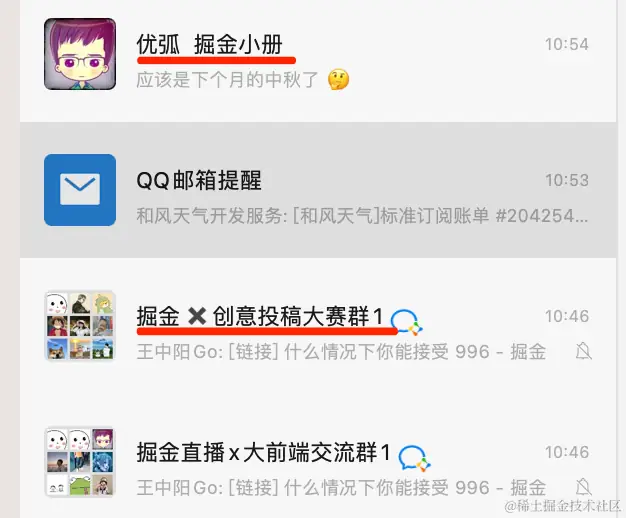 优弧 掘金小册 10:54
应该是下个月的中秋了 🤔
QQ邮箱提醒 10:53
和风天气开发服务: [和风天气]标准订阅账单 #204254...
掘金 ✖️ 创意投稿大赛群1 10:46
王中阳Go: [链接] 什么情况下你能接受 996 - 掘金
掘金直播x大前端交流群1 10:46
王中阳Go: [链接] 什么情况下你能接受 996 - 掘金
@稀土掘金技术社区